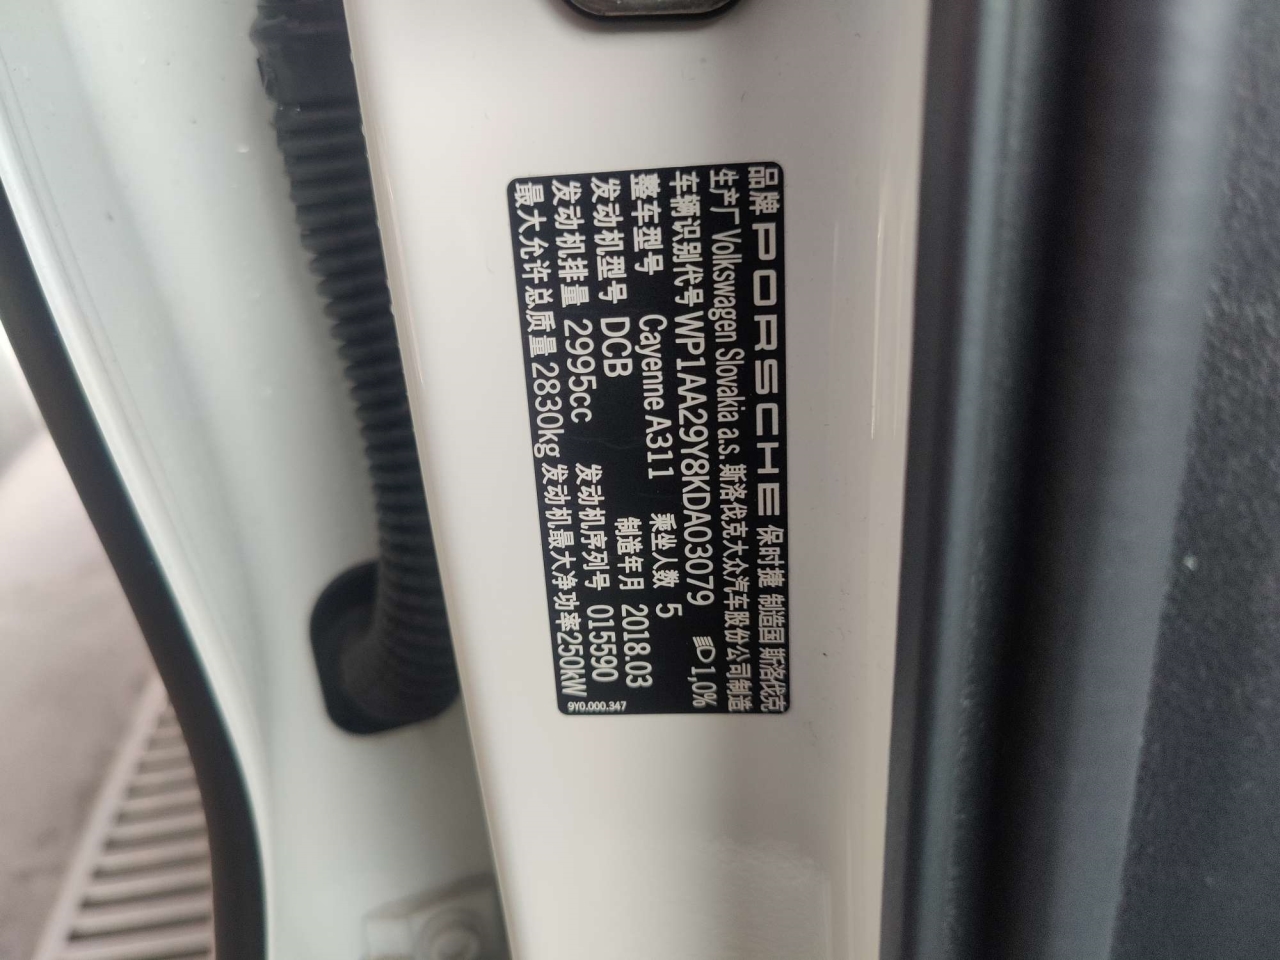 品牌 PORSCHE 保时捷 制造国 斯洛伐克
生产厂 Volkswagen Slovakia a.s. 斯洛伐克大众汽车股份公司制造
车辆识别代号 WP1AA29Y8KDA03079 1,0%
整车型号 Cayenne A311 乘坐人数 5
发动机型号 DCB 制造年月 2018.03
发动机排量 2995cc 发动机序列号 015590
最大允许总质量 2830kg 发动机最大净功率250kW
9Y0.000.347